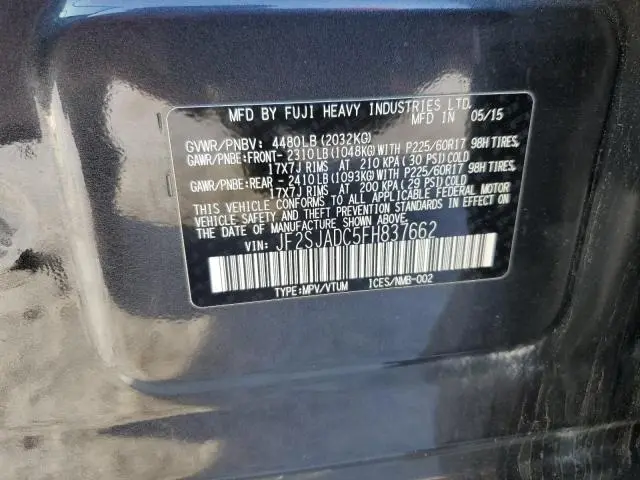 MFD BY FUJI HEAVY INDUSTRIES LTD.
MFD IN 05/15
GVWR/PNBV: 4480LB(2032KG)
GAWR/PNBE:FRONT- 2310LB(1048KG)WITH P225/60R17 98H TIRES,
17X7J RIMS AT 210 KPA(30 PSI)COLD
GAWR/PNBE:REAR - 2410LB(1093KG)WITH P225/60R17 98H TIRES,
17X7J RIMS AT 200 KPA(29 PSI)COLD
THIS VEHICLE CONFORMS TO ALL APPLICABLE FEDERAL MOTOR
VEHICLE SAFETY AND THEFT PREVENTION STANDARDS IN EFFECT ON
THE DATE OF MANUFACTURE SHOWN ABOVE.
VIN: JF2SJADC5FH837662
TYPE:MPV/VTUM ICES/NMB-002